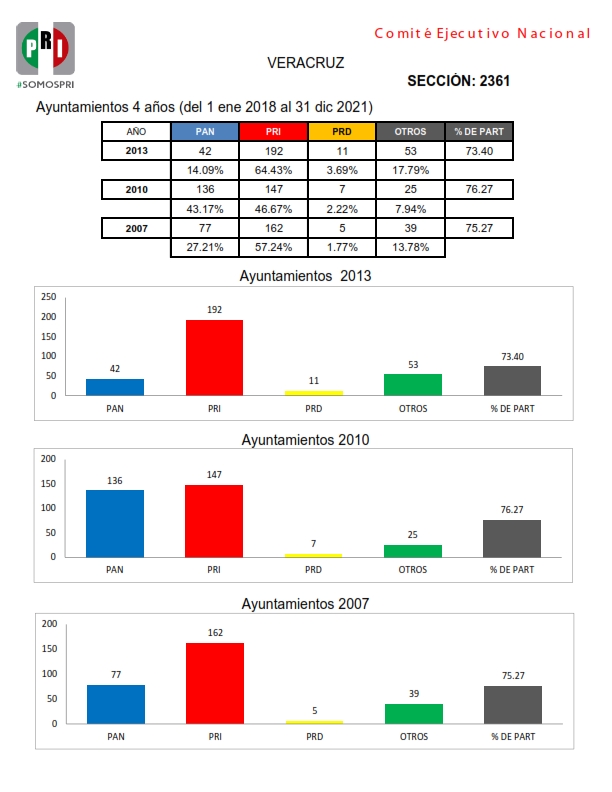 Comité Ejecutivo Nacional
PRI
#SOMOSPRI
VERACRUZ
SECCIÓN: 2361
Ayuntamientos 4 años (del 1 ene 2018 al 31 dic 2021)
AÑO PAN PRI PRD OTROS % DE PART
2013 42 192 11 53 73.40
14.09% 64.43% 3.69% 17.79%
2010 136 147 7 25 76.27
43.17% 46.67% 2.22% 7.94%
2007 77 162 5 39 75.27
27.21% 57.24% 1.77% 13.78%
Ayuntamientos 2013
250
200
150
100
50
0
42 192 11 53 73.40
PAN PRI PRD OTROS % DE PART
Ayuntamientos 2010
200
150
100
50
0
136 147 7 25 76.27
PAN PRI PRD OTROS % DE PART
Ayuntamientos 2007
200
150
100
50
0
77 162 5 39 75.27
PAN PRI PRD OTROS % DE PART